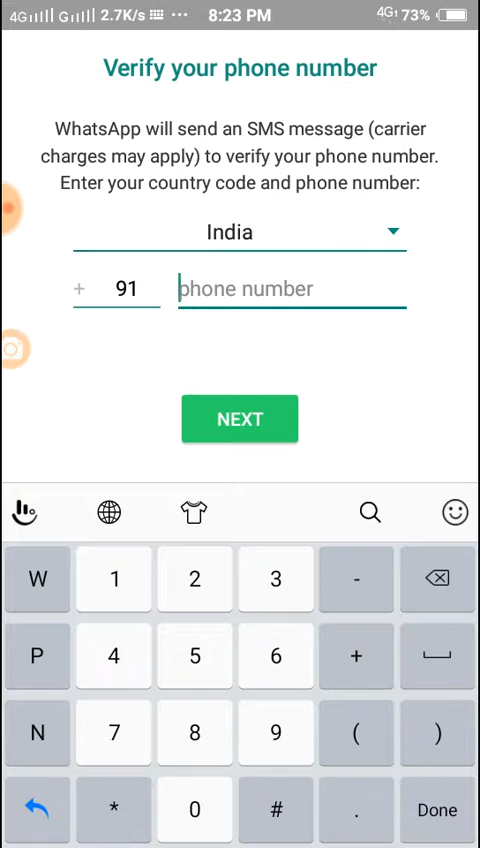 4G G 2.7K/s ... 8:23 PM 4G1 73%
Verify your phone number
WhatsApp will send an SMS message (carrier
charges may apply) to verify your phone number.
Enter your country code and phone number:
India
+ 91 phone number
NEXT
W 1 2 3 -
P 4 5 6 +
N 7 8 9 ( )
* 0 # . Done